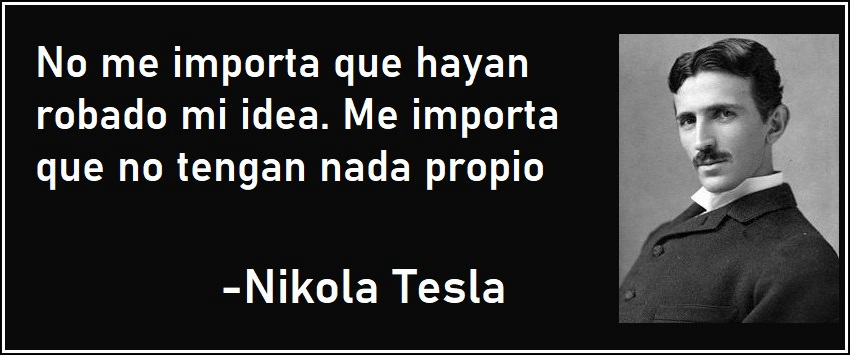 No me importa que hayan
robado mi idea. Me importa
que no tengan nada propio
-Nikola Tesla